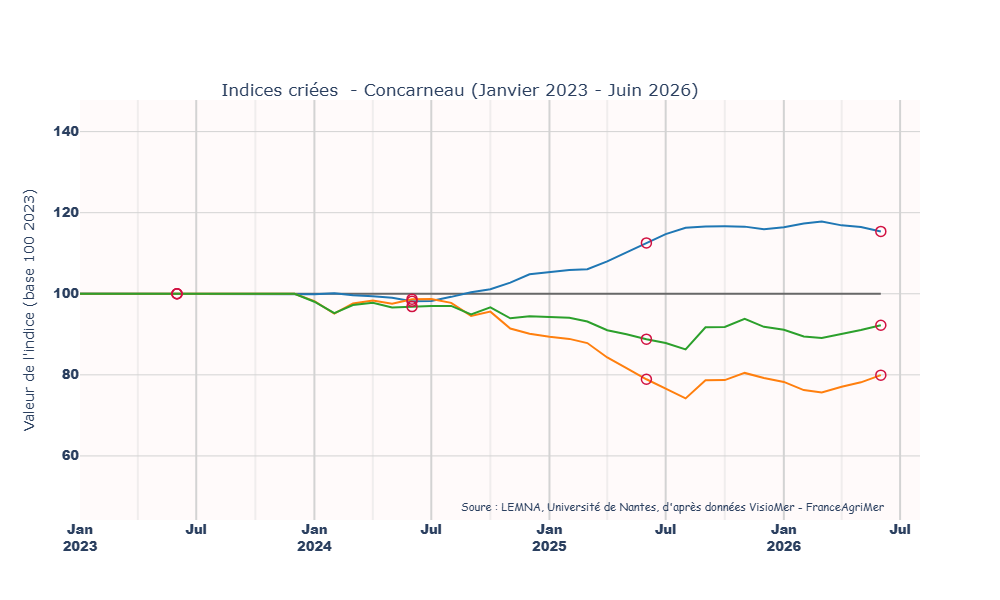 Indices criées  - Concarneau (Janvier 2023 - Juin 2026)
Valeur de l'indice (base 100 2023)
140
120
100
80
60
Soure : LEMNA, Université de Nantes, d'après données VisioMer - FranceAgriMer
Jan Jul Jan Jul Jan Jul Jan Jul
2023 2024 2025 2026